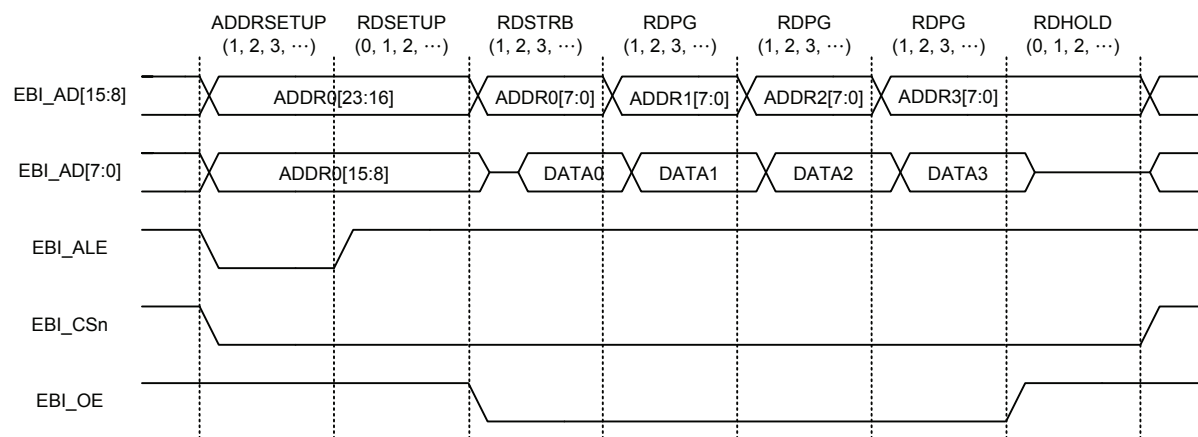 ADDRSETUP RDSETUP RDSTRB RDPG RDPG RDPG RDHOLD
(1, 2, 3, ⋯) (0, 1, 2, ⋯) (1, 2, 3, ⋯) (1, 2, 3, ⋯) (1, 2, 3, ⋯) (1, 2, 3, ⋯) (0, 1, 2, ⋯)
EBI_AD[15:8] ADDR0[23:16] ADDR0[7:0] ADDR1[7:0] ADDR2[7:0] ADDR3[7:0]
EBI_AD[7:0] ADDR0[15:8] DATA0 DATA1 DATA2 DATA3
EBI_ALE
EBI_CSn
EBI_OE